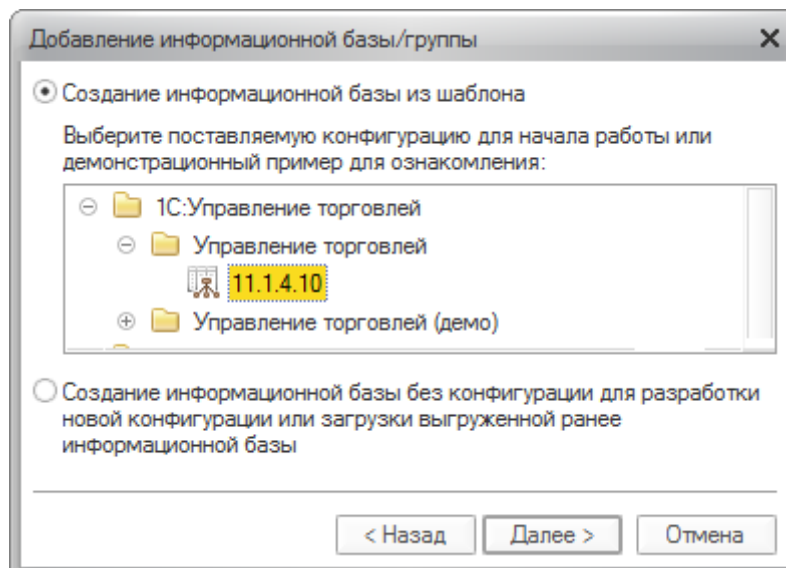 Добавление информационной базы/группы
Создание информационной базы из шаблона
Выберите поставляемую конфигурацию для начала работы или
демонстрационный пример для ознакомления:
1С:Управление торговлей
Управление торговлей
11.1.4.10
Управление торговлей (демо)
Создание информационной базы без конфигурации для разработки
новой конфигурации или загрузки выгруженной ранее
информационной базы
< Назад Далее > Отмена